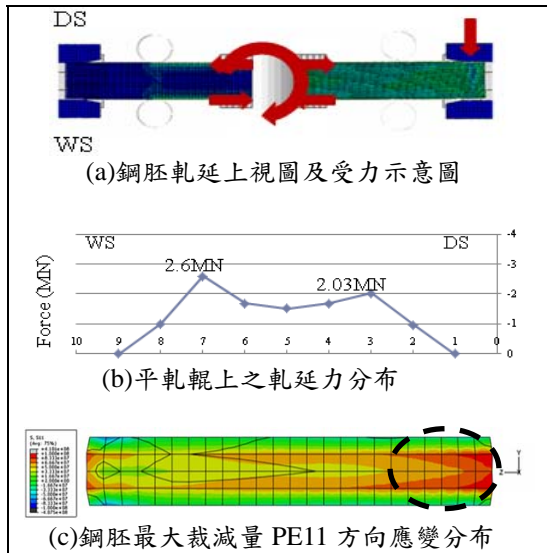 DS
WS
(a)鋼胚軋延上視圖及受力示意圖
WS
DS
2.6MN
2.03MN
Force (MN)
-4
-3
-2
-1
0
10 9 8 7 6 5 4 3 2 1 0
(b)平軋輥上之軋延力分布
(Avg: 75%)
(c)鋼胚最大裁減量 PE11 方向應變分布